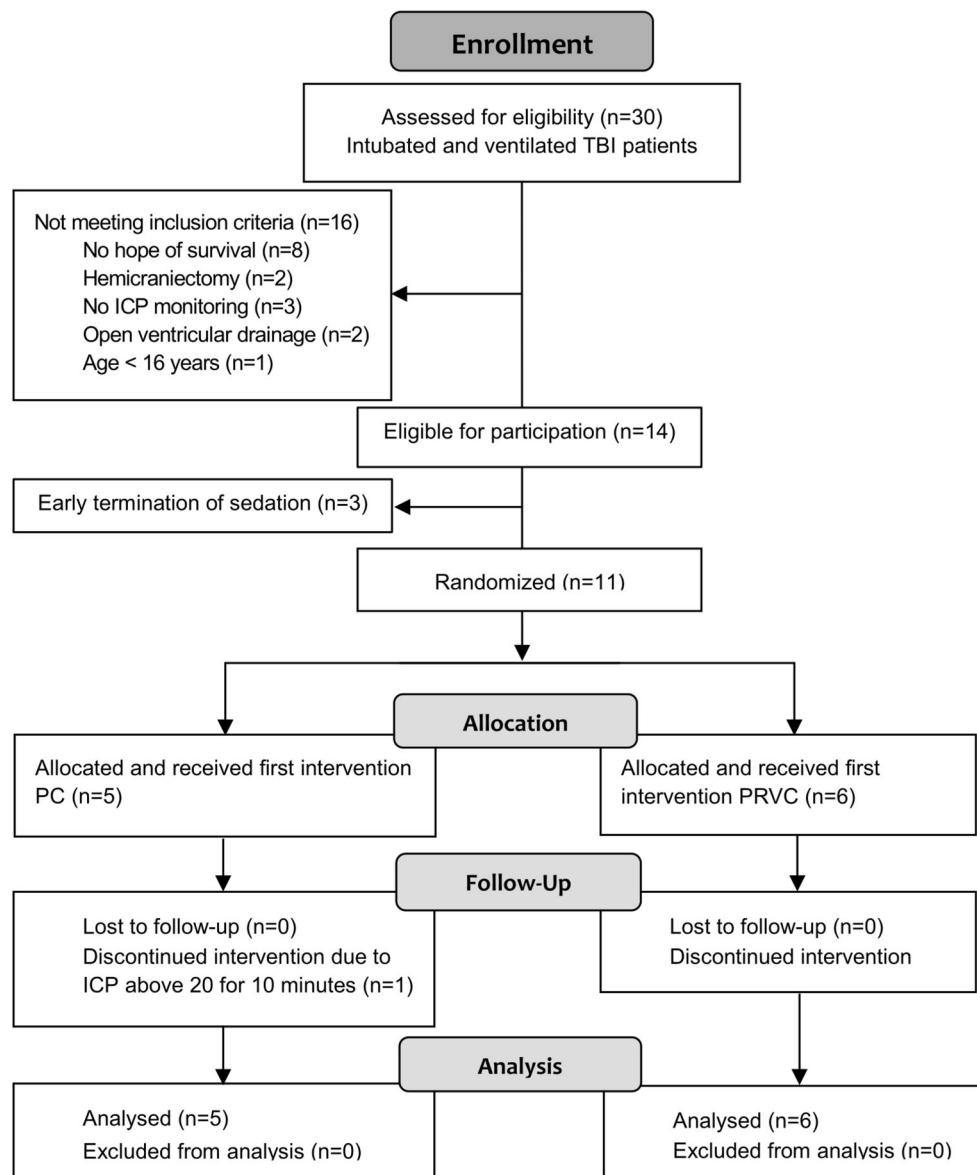 Enrollment
Assessed for eligibility (n=30)
Intubated and ventilated TBI patients
Not meeting inclusion criteria (n=16)
No hope of survival (n=8)
Hemicraniectomy (n=2)
No ICP monitoring (n=3)
Open ventricular drainage (n=2)
Age < 16 years (n=1)
Eligible for participation (n=14)
Early termination of sedation (n=3)
Randomized (n=11)
Allocation
Allocated and received first intervention
PC (n=5)
Allocated and received first
intervention PRVC (n=6)
Follow-Up
Lost to follow-up (n=0)
Discontinued intervention due to
ICP above 20 for 10 minutes (n=1)
Lost to follow-up (n=0)
Discontinued intervention
Analysis
Analysed (n=5)
Excluded from analysis (n=0)
Analysed (n=6)
Excluded from analysis (n=0)